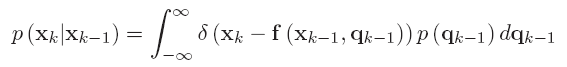 p (x_k|x_{k−1}) = ∫_{−∞}^{∞} δ (x_k − f (x_{k−1}, q_{k−1})) p (q_{k−1}) dq_{k−1}